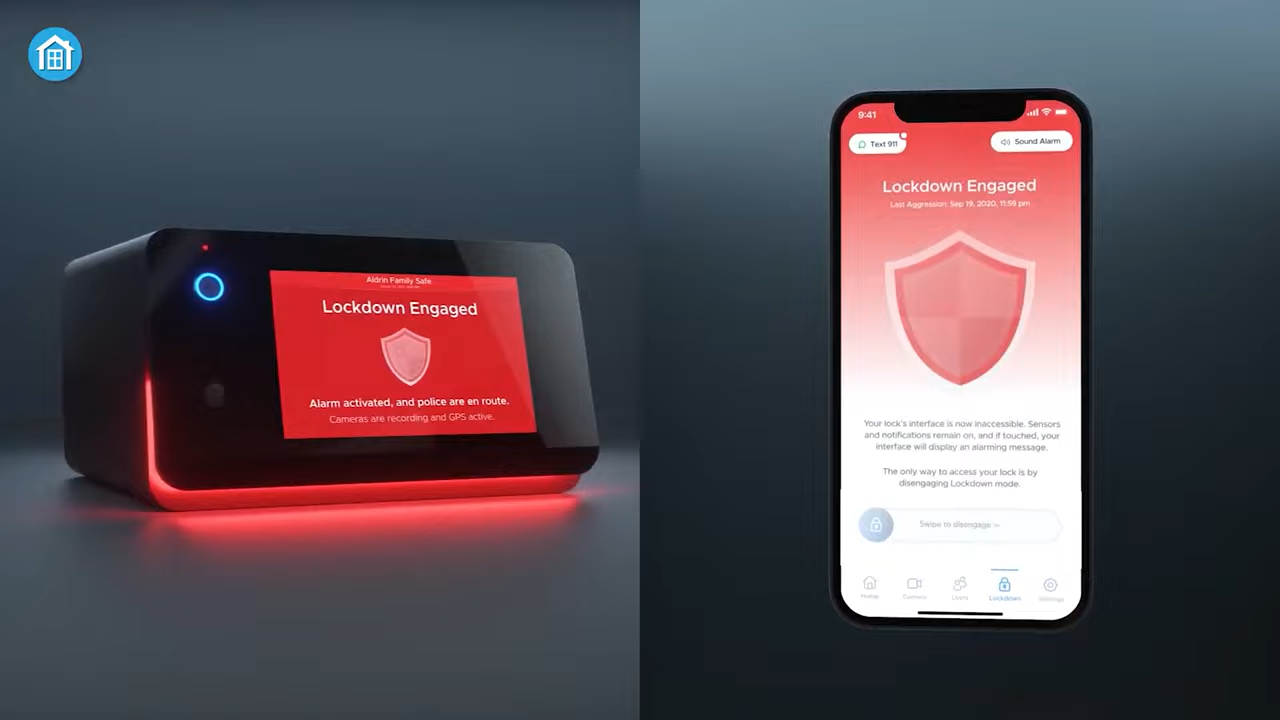 Aldrin Family Safe
Lockdown Engaged
Alarm activated, and police are en route.
Cameras are recording and GPS active.
9:41
Text 911
Sound Alarm
Lockdown Engaged
Last Aggression: Sep 19, 2020, 11:59 pm
Your lock's interface is now inaccessible. Sensors
and notifications remain on, and if touched, your
interface will display an alarming message.
The only way to access your lock is by
disengaging Lockdown mode.
Swipe to disengage
Home
Camera
Users
Lockdown
Settings